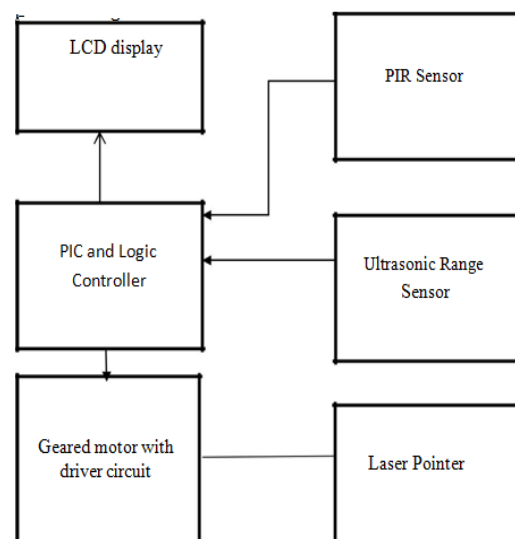 LCD display
PIR Sensor
PIC and Logic
Controller
Ultrasonic Range
Sensor
Geared motor with
driver circuit
Laser Pointer